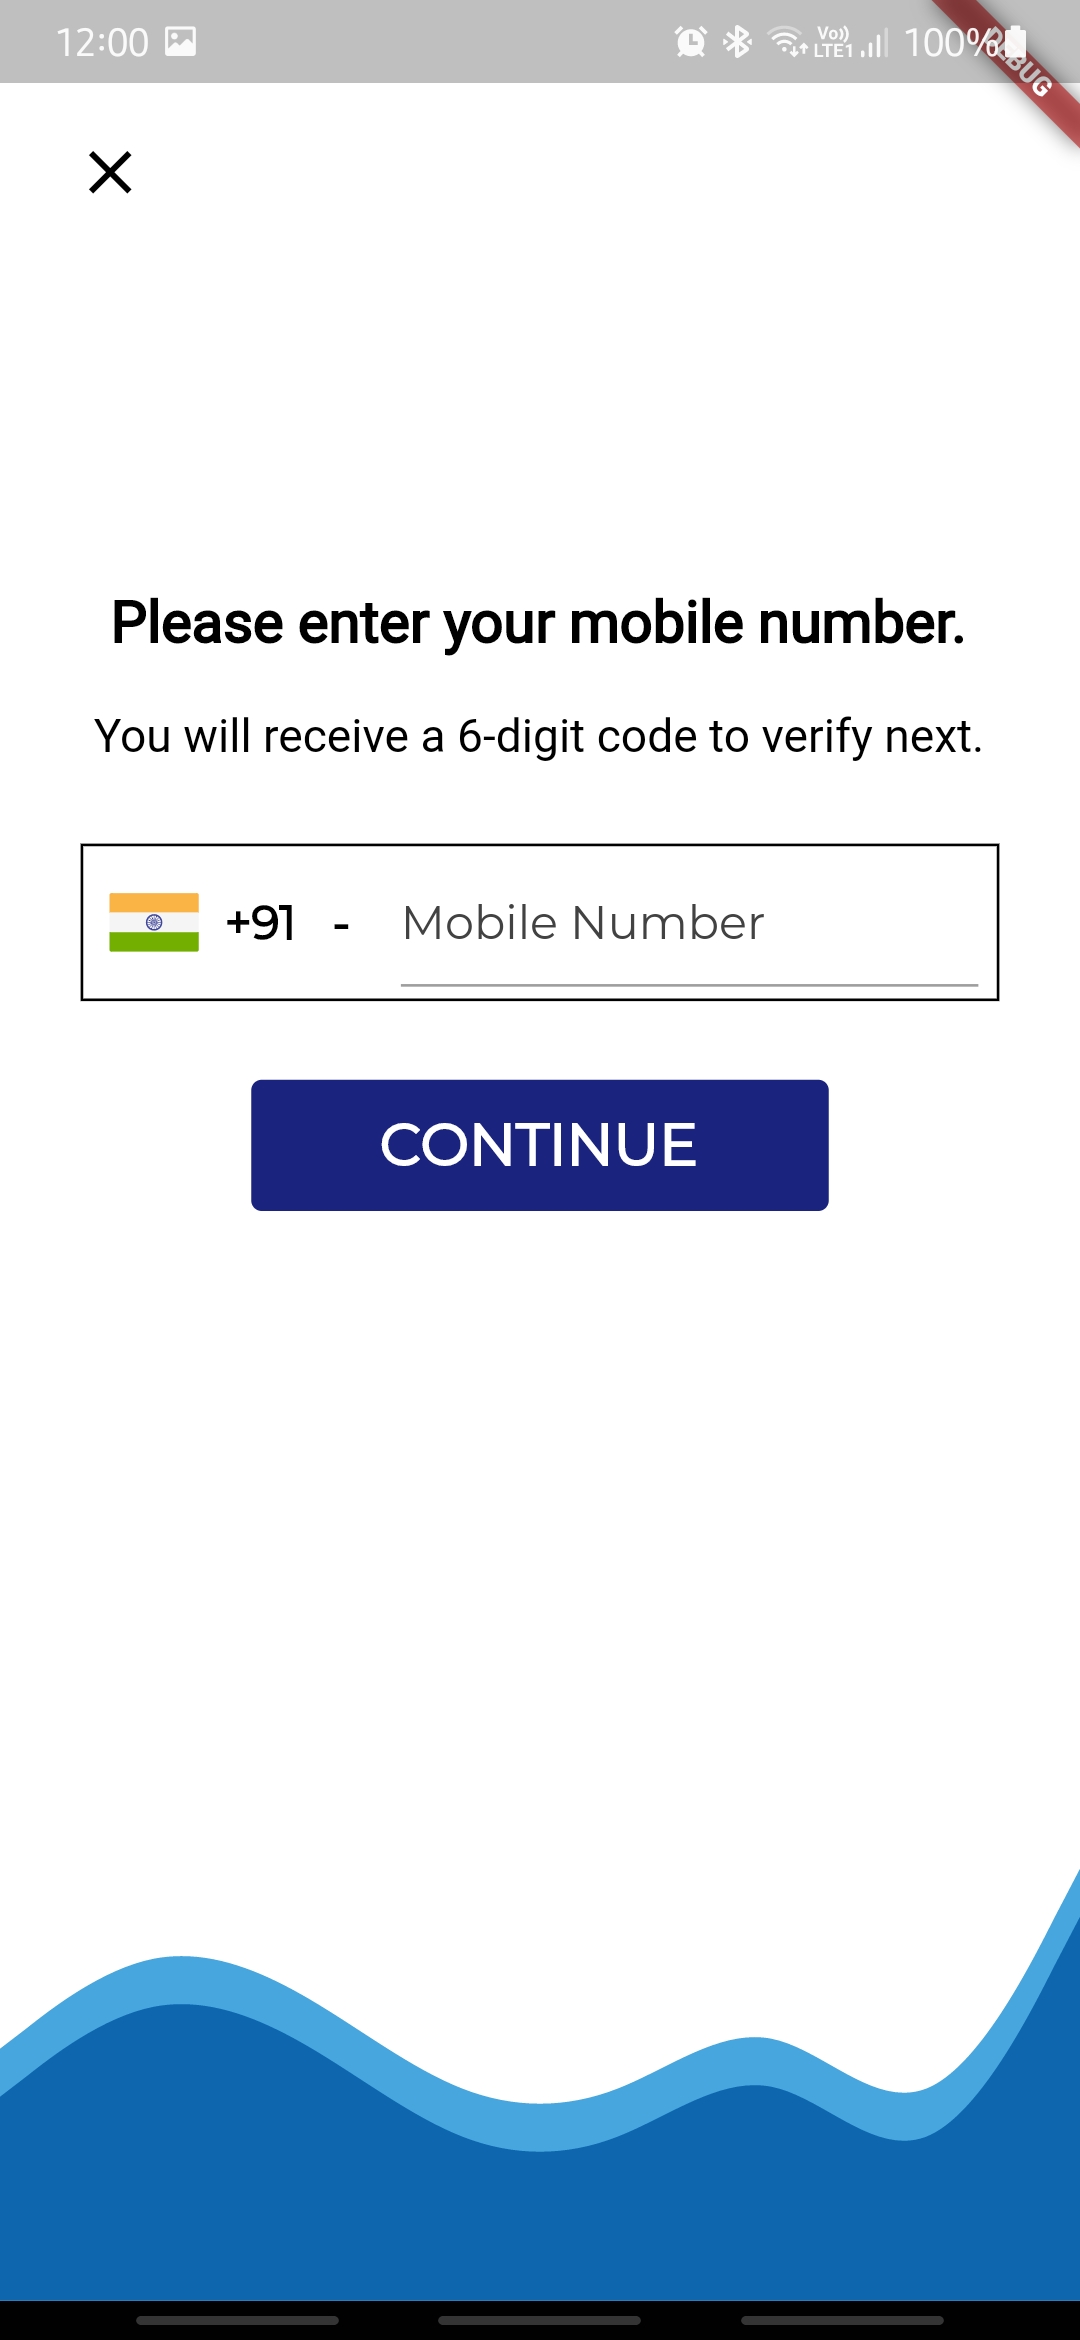 12:00 Vo)) LTE1 100%
DEBUG
Please enter your mobile number.
You will receive a 6-digit code to verify next.
+91 - Mobile Number
CONTINUE